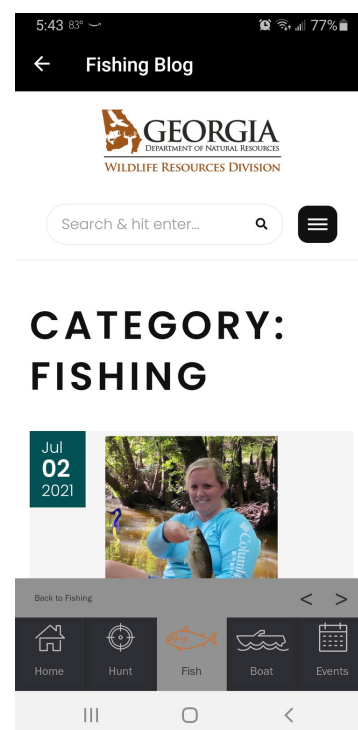 5:43 83° 77%
Fishing Blog
GEORGIA
DEPARTMENT OF NATURAL RESOURCES
WILDLIFE RESOURCES DIVISION
Search & hit enter...
CATEGORY:
FISHING
Jul
02
2021
Columbia
Back to Fishing < >
Home Hunt Fish Boat Events